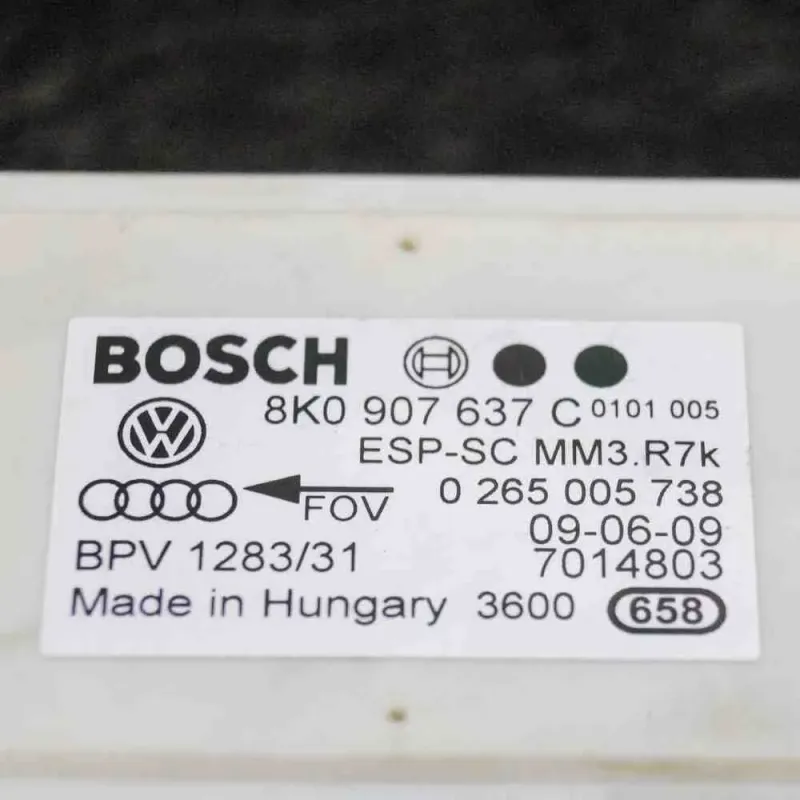 BOSCH
8K0 907 637 C 0101 005
ESP-SC MM3.R7k
FOV
0 265 005 738
09-06-09
BPV 1283/31
7014803
Made in Hungary 3600 658